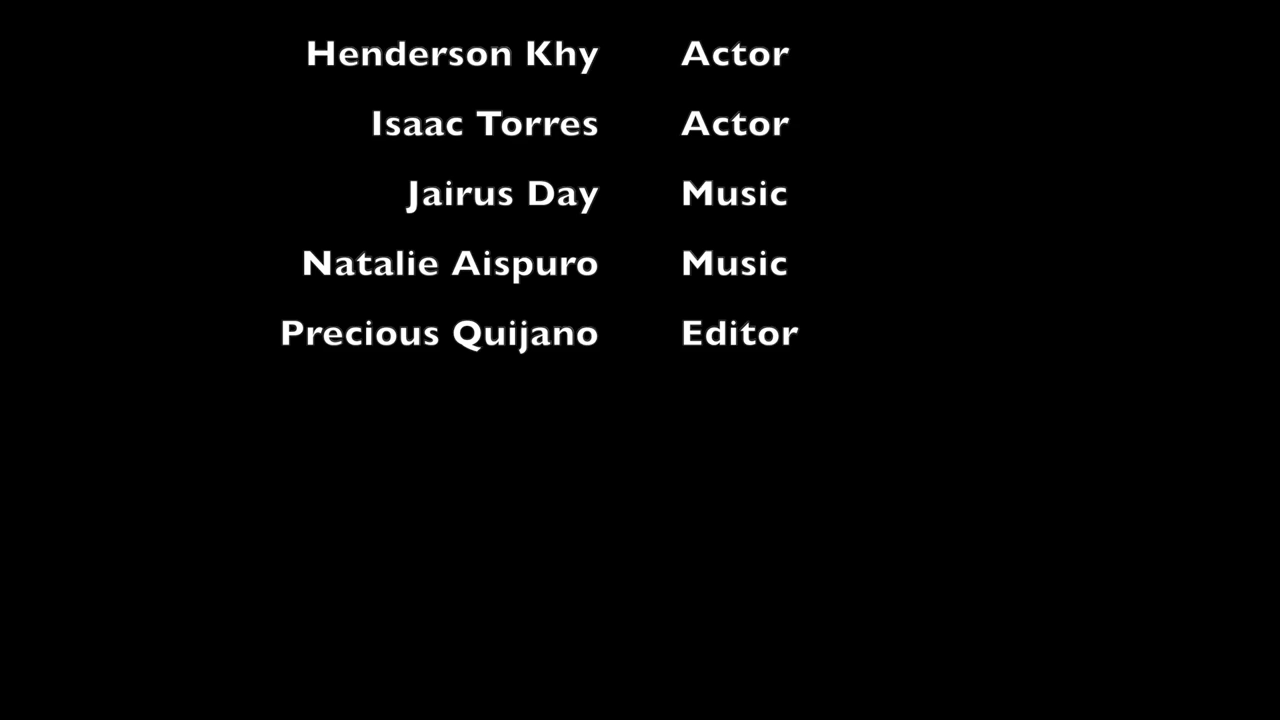 Henderson Khy Actor
Isaac Torres Actor
Jairus Day Music
Natalie Aispuro Music
Precious Quijano Editor